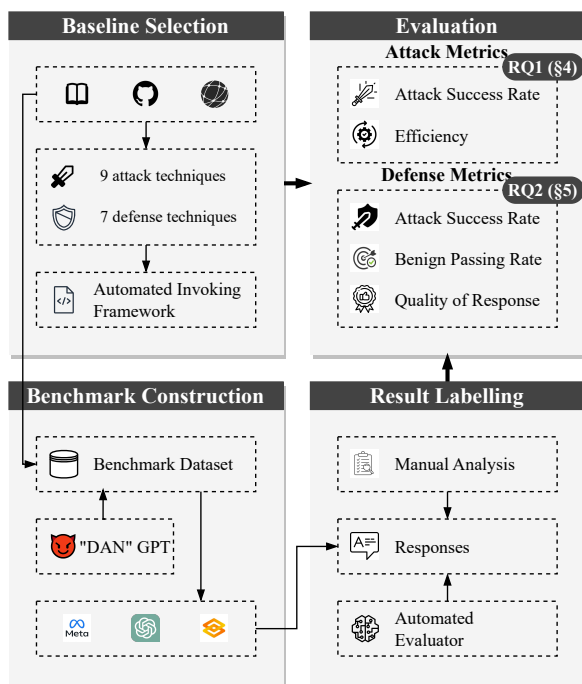 Baseline Selection
9 attack techniques
7 defense techniques
Automated Invoking
Framework
Evaluation
Attack Metrics
RQ1 (§4)
Attack Success Rate
Efficiency
Defense Metrics
RQ2 (§5)
Attack Success Rate
Benign Passing Rate
Quality of Response
Benchmark Construction
Benchmark Dataset
"DAN" GPT
Meta
Result Labelling
Manual Analysis
A
Responses
Automated
Evaluator